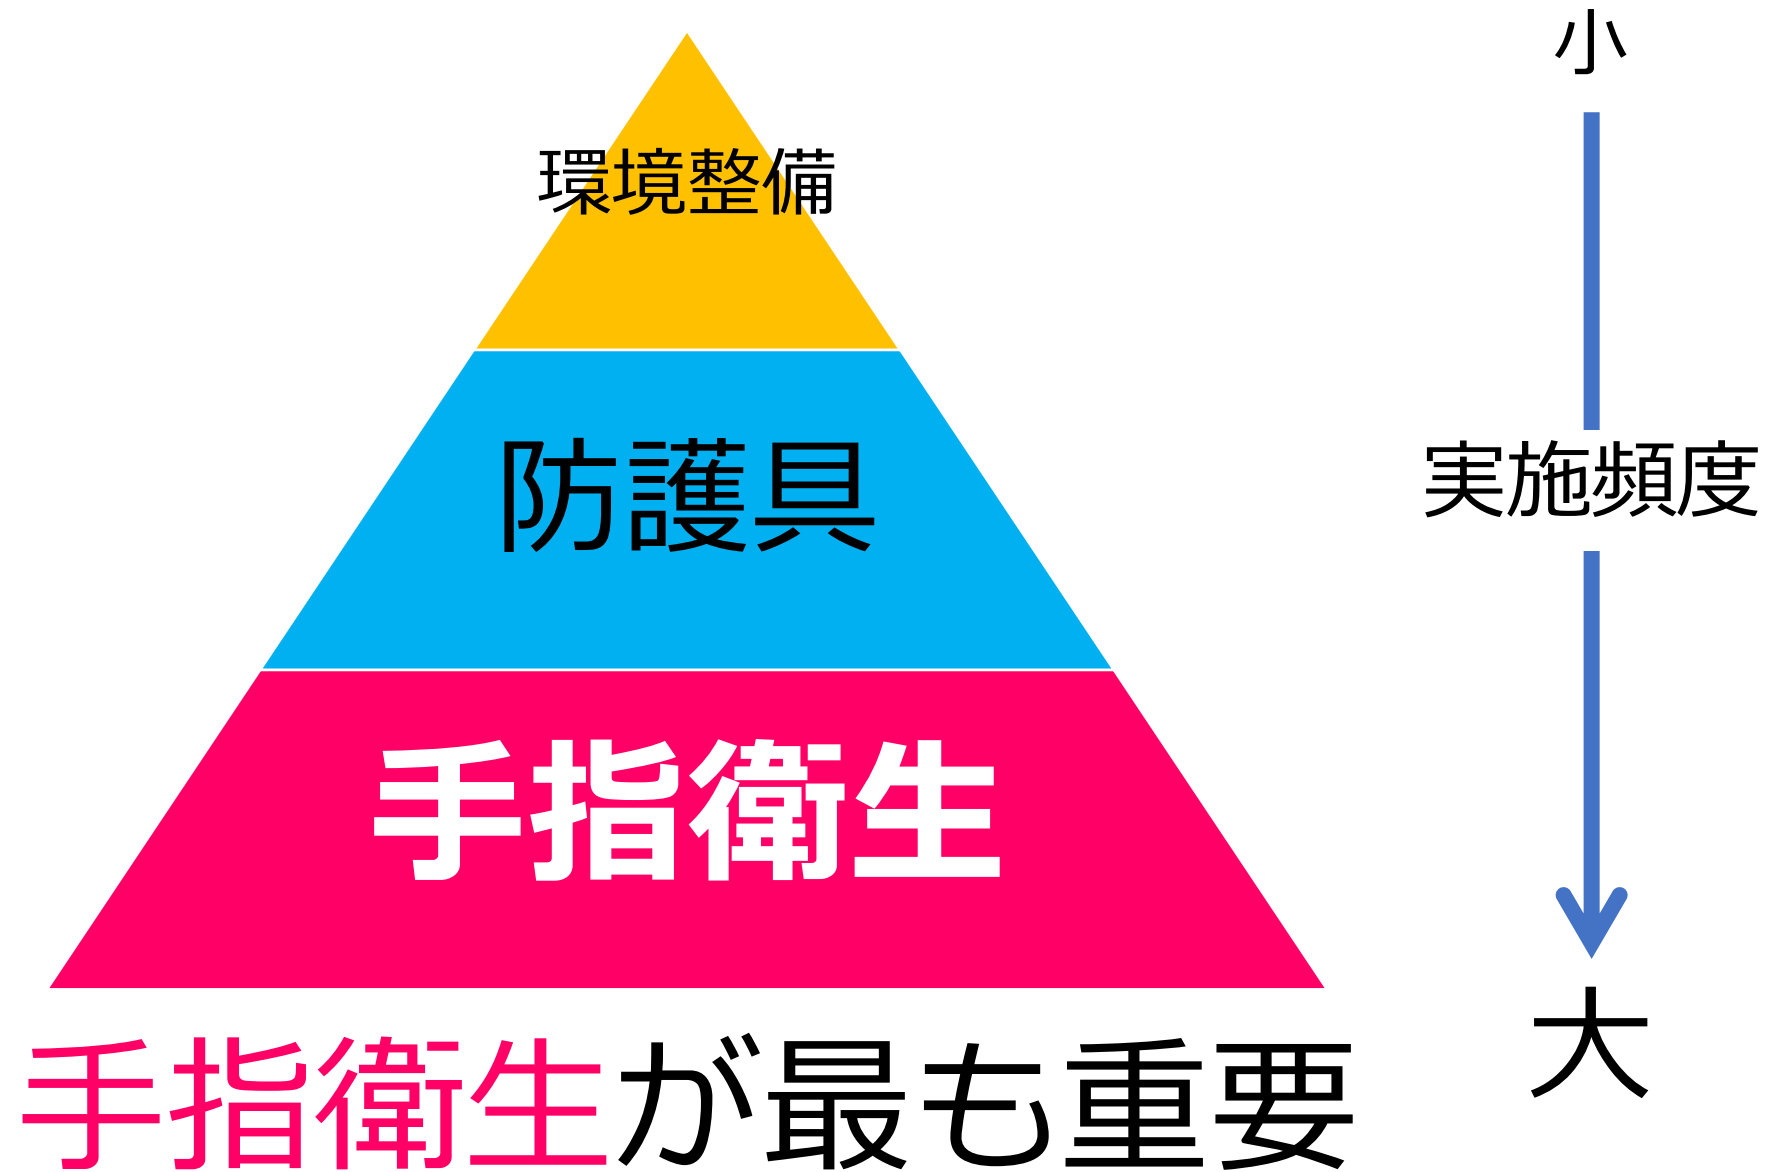 小
環境整備
防護具
実施頻度
手指衛生
大
手指衛生が最も重要